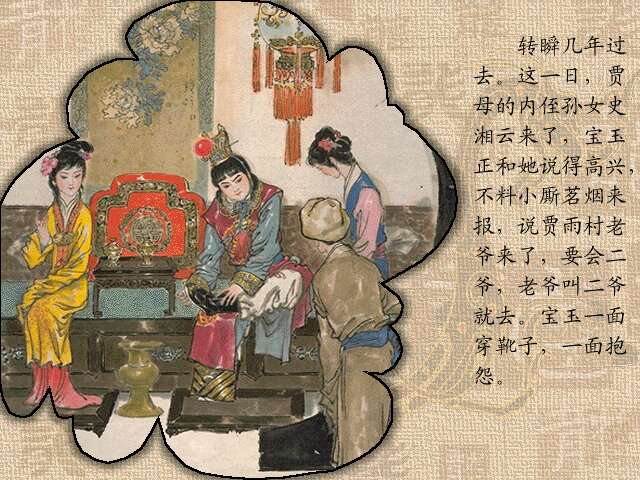 转瞬几年过
去。这一日，贾
母的内侄孙女史
湘云来了，宝玉
正和她说得高兴，
不料小厮茗烟来
报，说贾雨村老
爷来了，要会二
爷，老爷叫二爷
就去。宝玉一面
穿靴子，一面抱
怨。